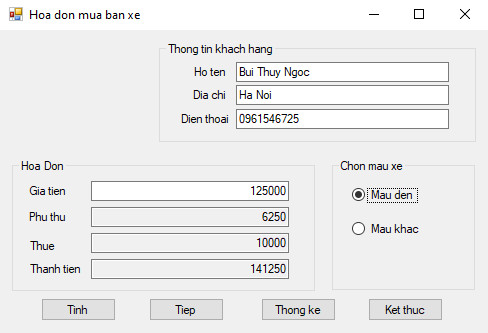 Hoa don mua ban xe
Thong tin khach hang
Ho ten Bui Thuy Ngoc
Dia chi Ha Noi
Dien thoai 0961546725
Hoa Don
Gia tien 125000
Phu thu 6250
Thue 10000
Thanh tien 141250
Chon mau xe
Mau den
Mau khac
Tinh Tiep Thong ke Ket thuc